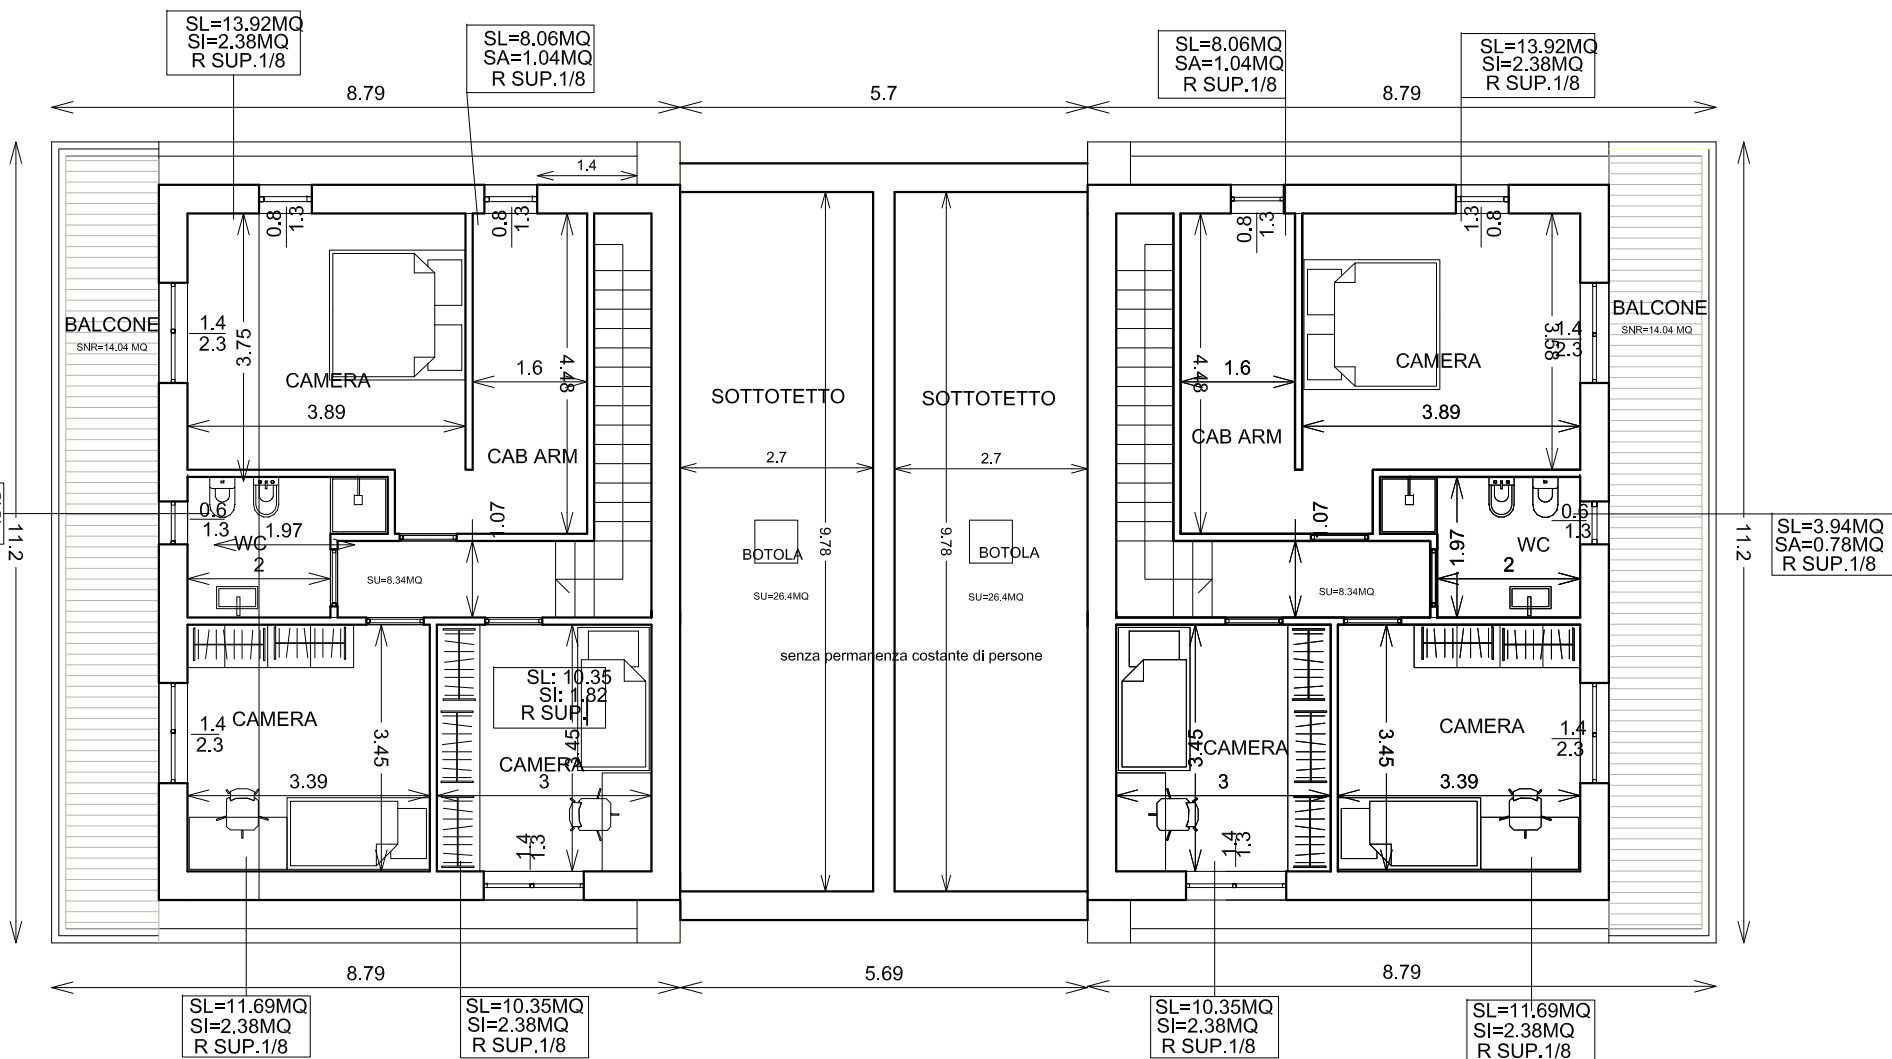 SL=13.92MQ
SI=2.38MQ
R SUP.1/8
SL=8.06MQ
SA=1.04MQ
R SUP.1/8
SL=8.06MQ
SA=1.04MQ
R SUP.1/8
SL=13.92MQ
SI=2.38MQ
R SUP.1/8
8.79
5.7
8.79
1.4
0.8
1.3
0.8
1.3
0.8
1.3
1.3
0.8
BALCONE
SNR=14.04 MQ
1.4
2.3
3.75
CAMERA
3.89
1.6
4.48
CAB ARM
SOTTOTETTO
2.7
9.78
SOTTOTETTO
2.7
9.78
4.48
1.6
CAB ARM
CAMERA
3.89
3.58
1.4
2.3
BALCONE
SNR=14.04 MQ
11.2
0.6
1.3
1.97
WC
2
1.07
SU=8.34MQ
BOTOLA
SU=26.4MQ
BOTOLA
SU=26.4MQ
1.07
SU=8.34MQ
1.97
0.6
1.3
WC
2
11.2
SL=3.94MQ
SA=0.78MQ
R SUP.1/8
senza permanenza costante di persone
1.4
2.3
CAMERA
3.45
3.39
SL: 10.35
SI: 1.82
R SUP.
CAMERA
3.45
3
1.4
1.3
3.45
CAMERA
3
1.4
1.3
3.45
CAMERA
3.39
1.4
2.3
8.79
5.69
8.79
SL=11.69MQ
SI=2.38MQ
R SUP.1/8
SL=10.35MQ
SI=2.38MQ
R SUP.1/8
SL=10.35MQ
SI=2.38MQ
R SUP.1/8
SL=11.69MQ
SI=2.38MQ
R SUP.1/8